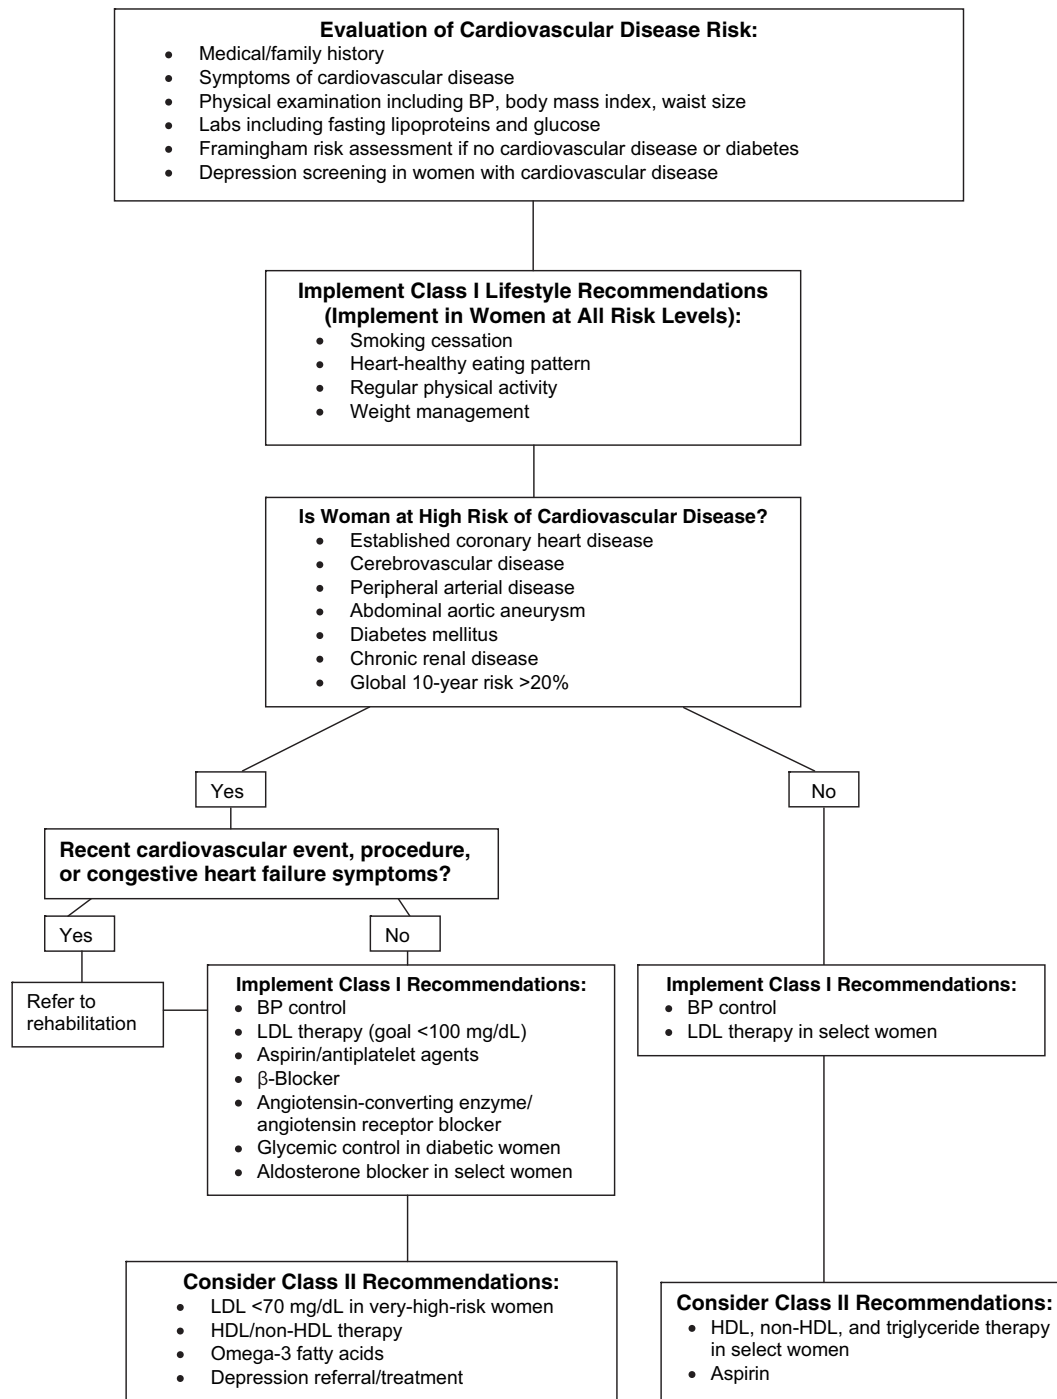 Evaluation of Cardiovascular Disease Risk:
• Medical/family history
• Symptoms of cardiovascular disease
• Physical examination including BP, body mass index, waist size
• Labs including fasting lipoproteins and glucose
• Framingham risk assessment if no cardiovascular disease or diabetes
• Depression screening in women with cardiovascular disease
Implement Class I Lifestyle Recommendations
(Implement in Women at All Risk Levels):
• Smoking cessation
• Heart-healthy eating pattern
• Regular physical activity
• Weight management
Is Woman at High Risk of Cardiovascular Disease?
• Established coronary heart disease
• Cerebrovascular disease
• Peripheral arterial disease
• Abdominal aortic aneurysm
• Diabetes mellitus
• Chronic renal disease
• Global 10-year risk >20%
Yes
No
Recent cardiovascular event, procedure,
or congestive heart failure symptoms?
Yes
No
Refer to
rehabilitation
Implement Class I Recommendations:
• BP control
• LDL therapy (goal <100 mg/dL)
• Aspirin/antiplatelet agents
• β-Blocker
• Angiotensin-converting enzyme/
angiotensin receptor blocker
• Glycemic control in diabetic women
• Aldosterone blocker in select women
Implement Class I Recommendations:
• BP control
• LDL therapy in select women
Consider Class II Recommendations:
• LDL <70 mg/dL in very-high-risk women
• HDL/non-HDL therapy
• Omega-3 fatty acids
• Depression referral/treatment
Consider Class II Recommendations:
• HDL, non-HDL, and triglyceride therapy
in select women
• Aspirin